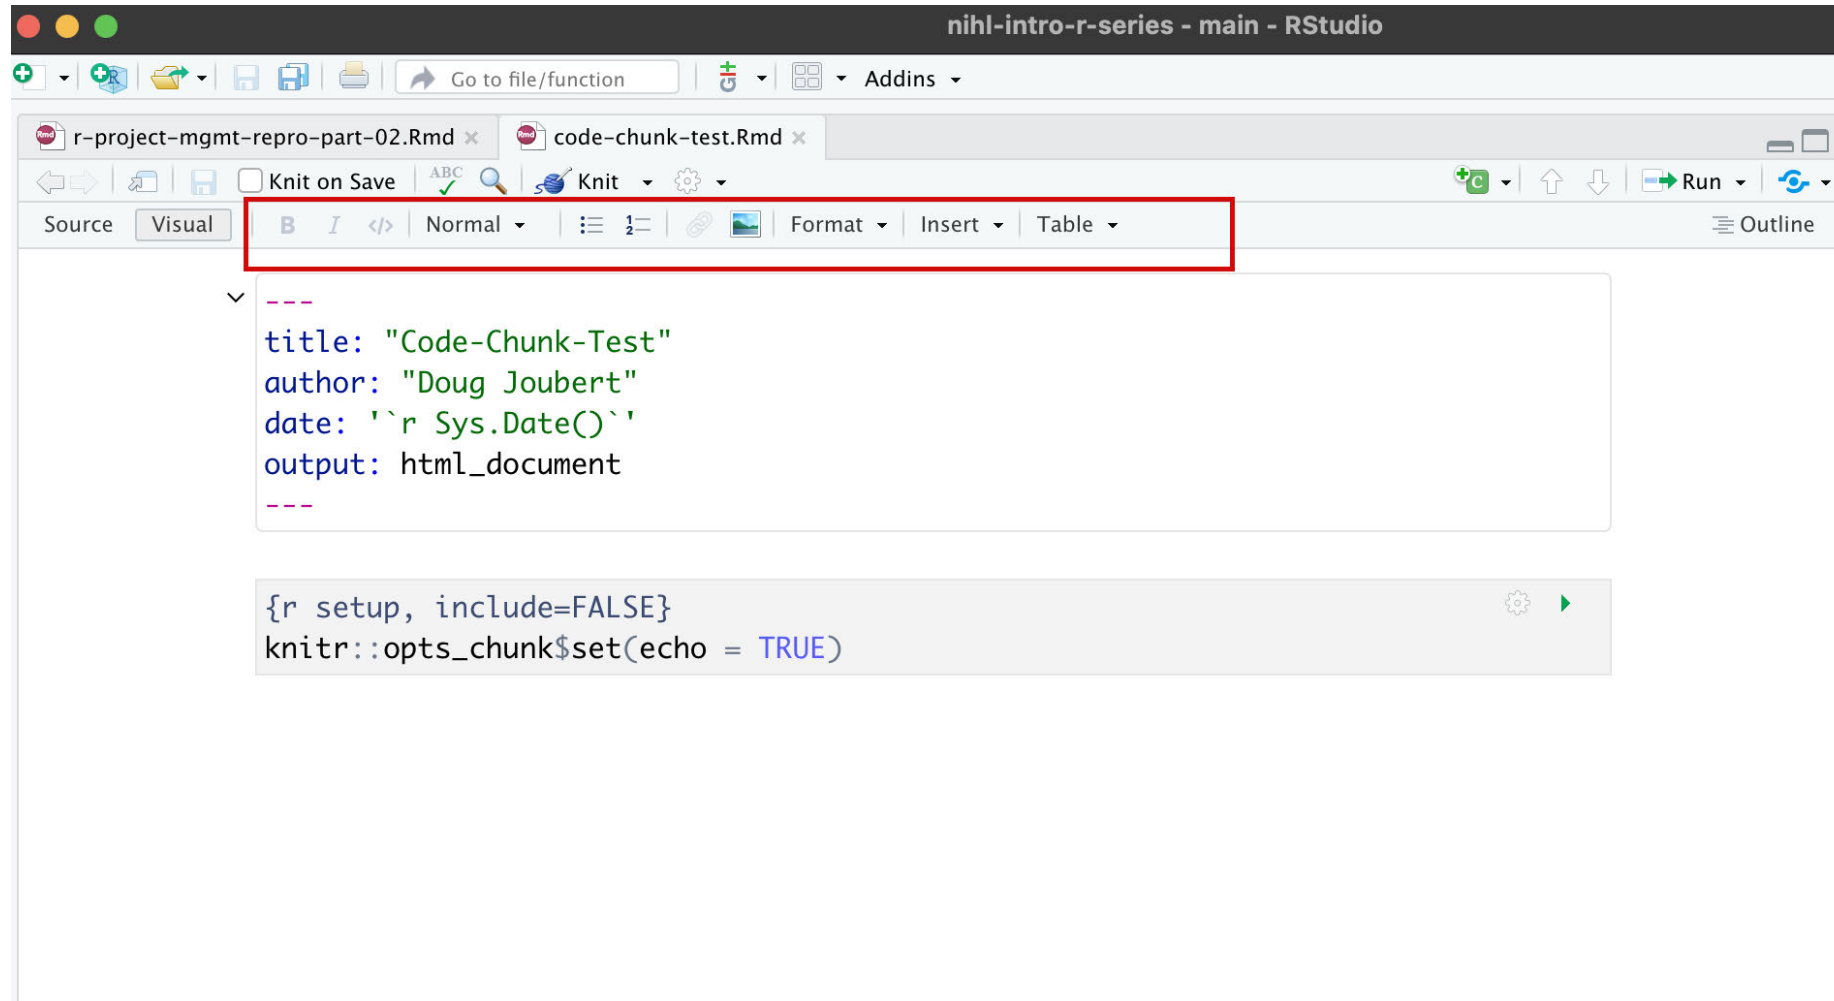 nihl-intro-r-series - main - RStudio
Go to file/function Addins
r-project-mgmt-repro-part-02.Rmd code-chunk-test.Rmd
Knit on Save ABC Knit Run
Source Visual B I </> Normal Format Insert Table Outline
---
title: "Code-Chunk-Test"
author: "Doug Joubert"
date: '`r Sys.Date()`'
output: html_document
---
{r setup, include=FALSE}
knitr::opts_chunk$set(echo = TRUE)